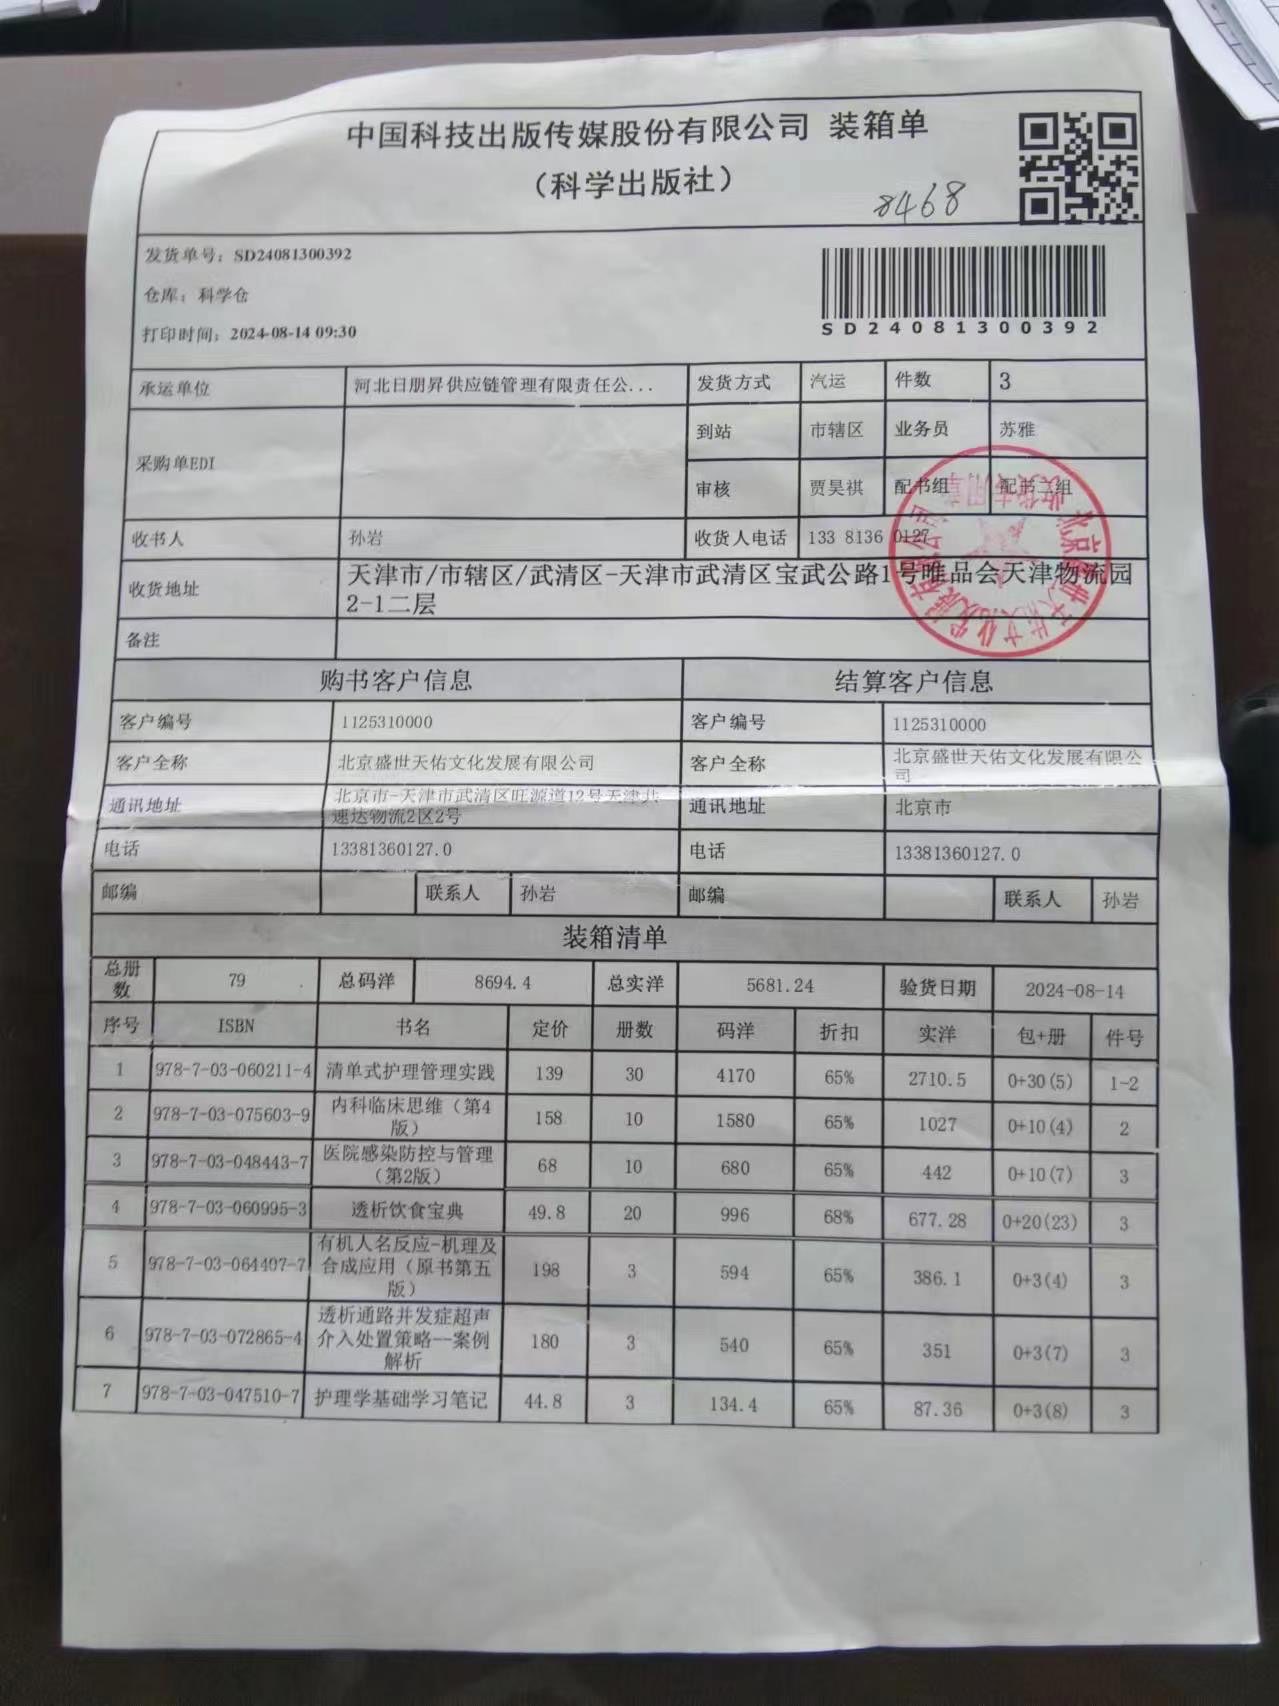 中国科技出版传媒股份有限公司 装箱单
（科学出版社）
8468
发货单号：SD24081300392
仓库：科学仓
打印时间：2024-08-14 09:30
SD24081300392
承运单位 河北日朋昇供应链管理有限责任公... 发货方式 汽运 件数 3
采购单EDI 到站 市辖区 业务员 苏雅
审核 贾昊祺 配书组 配书二组
收书人 孙岩 收货人电话 133 8136 0127
收货地址 天津市/市辖区/武清区-天津市武清区宝武公路1号唯品会天津物流园
2-1二层
备注
购书客户信息 结算客户信息
客户编号 1125310000 客户编号 1125310000
客户全称 北京盛世天佑文化发展有限公司 客户全称 北京盛世天佑文化发展有限公
司
通讯地址 北京市-天津市武清区旺源道12号天津共
速达物流2区2号 通讯地址 北京市
电话 13381360127.0 电话 13381360127.0
邮编 联系人 孙岩 邮编 联系人 孙岩
装箱清单
总册
数 79 总码洋 8694.4 总实洋 5681.24 验货日期 2024-08-14
序号 ISBN 书名 定价 册数 码洋 折扣 实洋 包+册 件号
1 978-7-03-060211-4 清单式护理管理实践 139 30 4170 65% 2710.5 0+30(5) 1-2
2 978-7-03-075603-9 内科临床思维（第4
版） 158 10 1580 65% 1027 0+10(4) 2
3 978-7-03-048443-7 医院感染防控与管理
（第2版） 68 10 680 65% 442 0+10(7) 3
4 978-7-03-060995-3 透析饮食宝典 49.8 20 996 68% 677.28 0+20(23) 3
5 978-7-03-064407-7 有机人名反应-机理及
合成应用（原书第五
版） 198 3 594 65% 386.1 0+3(4) 3
6 978-7-03-072865-4 透析通路并发症超声
介入处置策略--案例
解析 180 3 540 65% 351 0+3(7) 3
7 978-7-03-047510-7 护理学基础学习笔记 44.8 3 134.4 65% 87.36 0+3(8) 3
北京盛世天佑文化发展有限公司
收货专用章